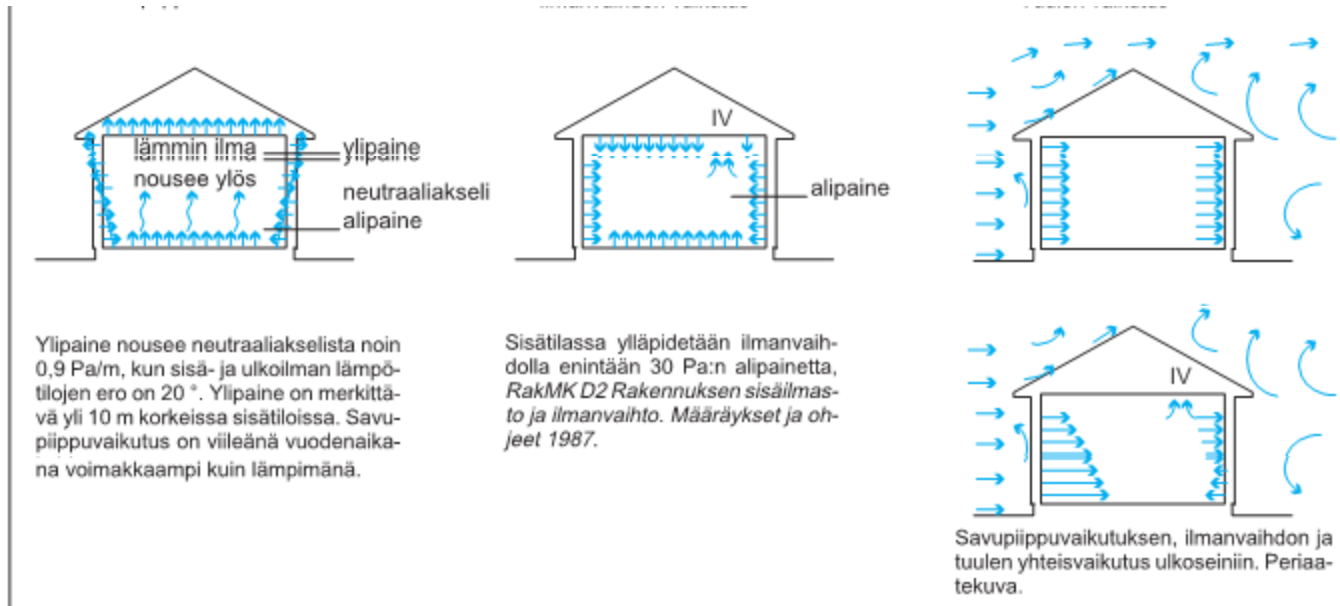 lämmin ilma
nousee ylös
ylipaine
neutraaliakseli
alipaine
Ylipaine nousee neutraaliakselista noin
0,9 Pa/m, kun sisä- ja ulkoilman lämpö-
tilojen ero on 20 °. Ylipaine on merkittä-
vä yli 10 m korkeissa sisätiloissa. Savu-
piippuvaikutus on viileänä vuodenaika-
na voimakkaampi kuin lämpimänä.
IV
alipaine
Sisätilassa ylläpidetään ilmanvaih-
dolla enintään 30 Pa:n alipainetta,
RakMK D2 Rakennuksen sisäilmas-
to ja ilmanvaihto. Määräykset ja oh-
jeet 1987.
IV
Savupiippuvaikutuksen, ilmanvaihdon ja
tuulen yhteisvaikutus ulkoseiniin. Periaa-
tekuva.